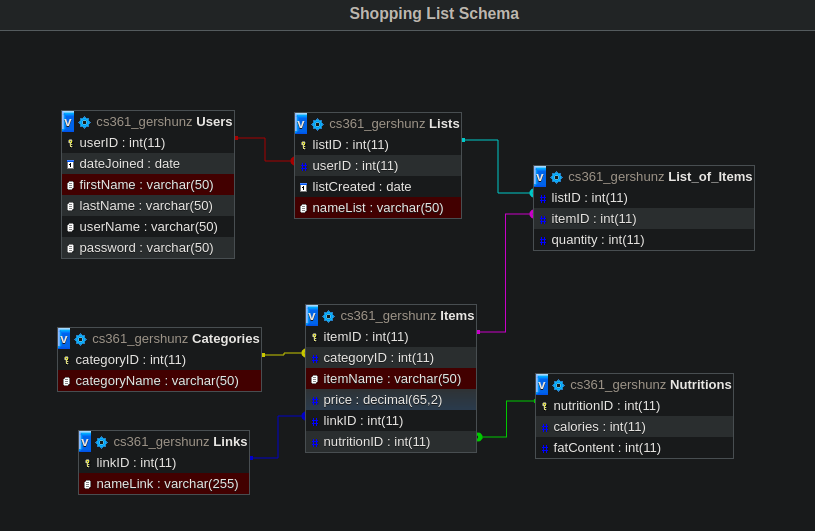 Shopping List Schema
v cs361_gershunz Users
userID : int(11)
dateJoined : date
firstName : varchar(50)
lastName : varchar(50)
userName : varchar(50)
password : varchar(50)
v cs361_gershunz Lists
listID : int(11)
userID : int(11)
listCreated : date
nameList : varchar(50)
v cs361_gershunz List_of_Items
listID : int(11)
itemID : int(11)
quantity : int(11)
v cs361_gershunz Categories
categoryID : int(11)
categoryName : varchar(50)
v cs361_gershunz Items
itemID : int(11)
categoryID : int(11)
itemName : varchar(50)
# price : decimal(65,2)
linkID : int(11)
nutritionID : int(11)
v cs361_gershunz Links
linkID : int(11)
nameLink : varchar(255)
v cs361_gershunz Nutritions
nutritionID : int(11)
calories : int(11)
fatContent : int(11)